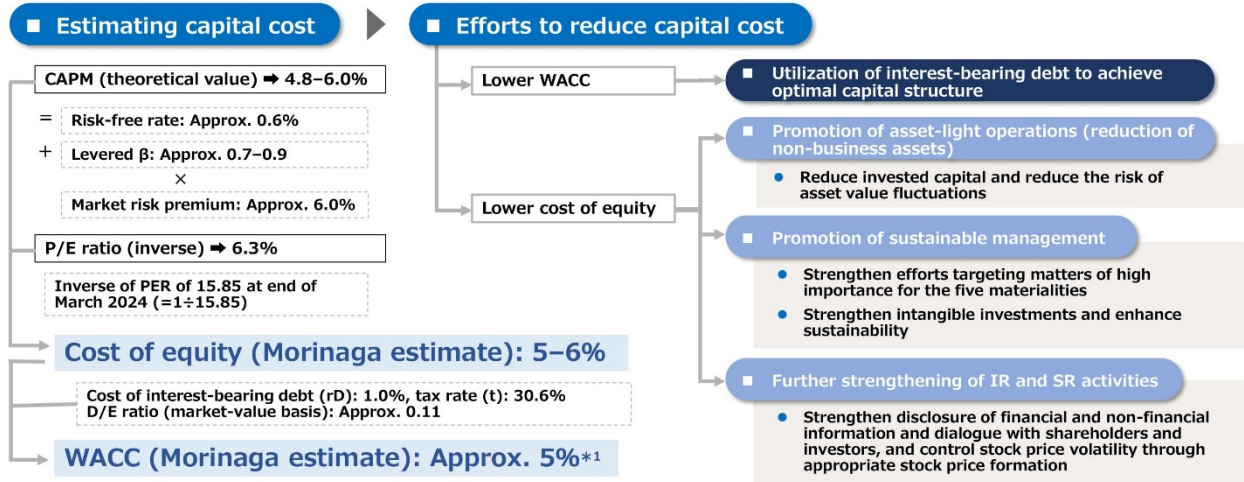 ■ Estimating capital cost
CAPM (theoretical value) ➡ 4.8–6.0%
= Risk-free rate: Approx. 0.6%
+ Levered β: Approx. 0.7–0.9
×
Market risk premium: Approx. 6.0%
P/E ratio (inverse) ➡ 6.3%
Inverse of PER of 15.85 at end of
March 2024 (=1÷15.85)
Cost of equity (Morinaga estimate): 5–6%
Cost of interest-bearing debt (rD): 1.0%, tax rate (t): 30.6%
D/E ratio (market-value basis): Approx. 0.11
WACC (Morinaga estimate): Approx. 5%*1
■ Efforts to reduce capital cost
Lower WACC
■ Utilization of interest-bearing debt to achieve
optimal capital structure
Lower cost of equity
■ Promotion of asset-light operations (reduction of
non-business assets)
● Reduce invested capital and reduce the risk of
asset value fluctuations
■ Promotion of sustainable management
● Strengthen efforts targeting matters of high
importance for the five materialities
● Strengthen intangible investments and enhance
sustainability
■ Further strengthening of IR and SR activities
● Strengthen disclosure of financial and non-financial
information and dialogue with shareholders and
investors, and control stock price volatility through
appropriate stock price formation